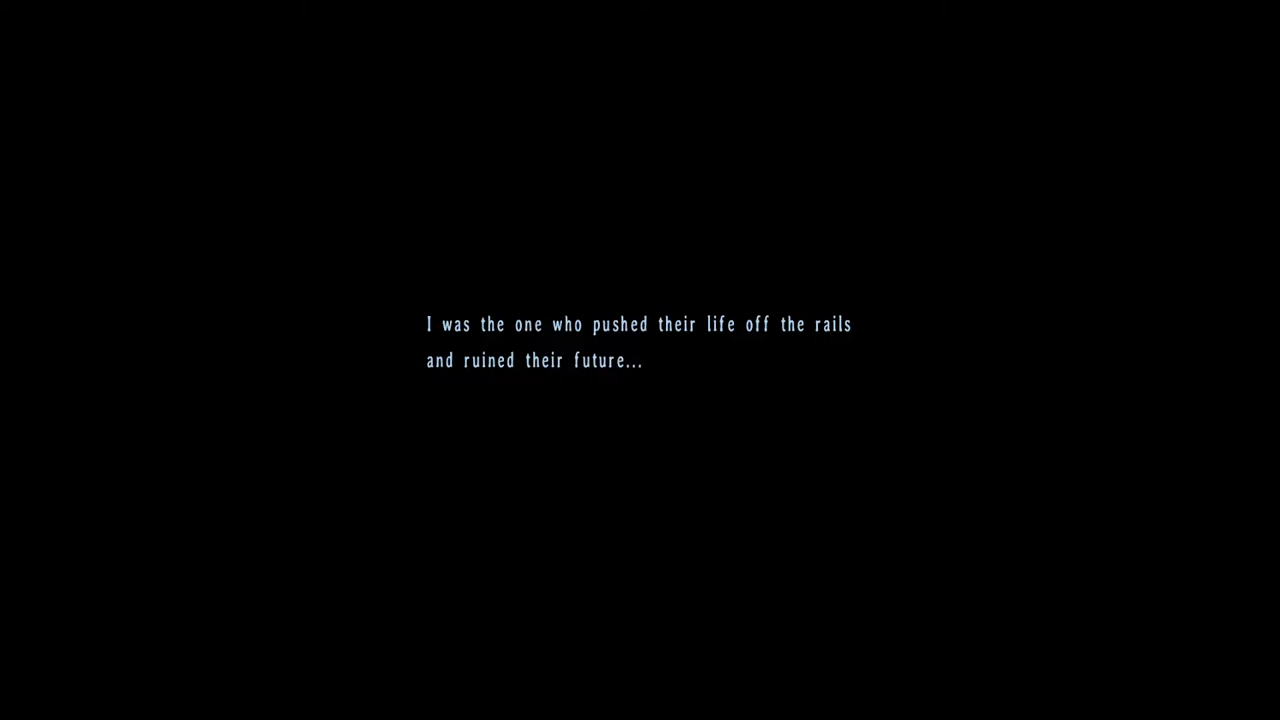 I was the one who pushed their life off the rails
and ruined their future...